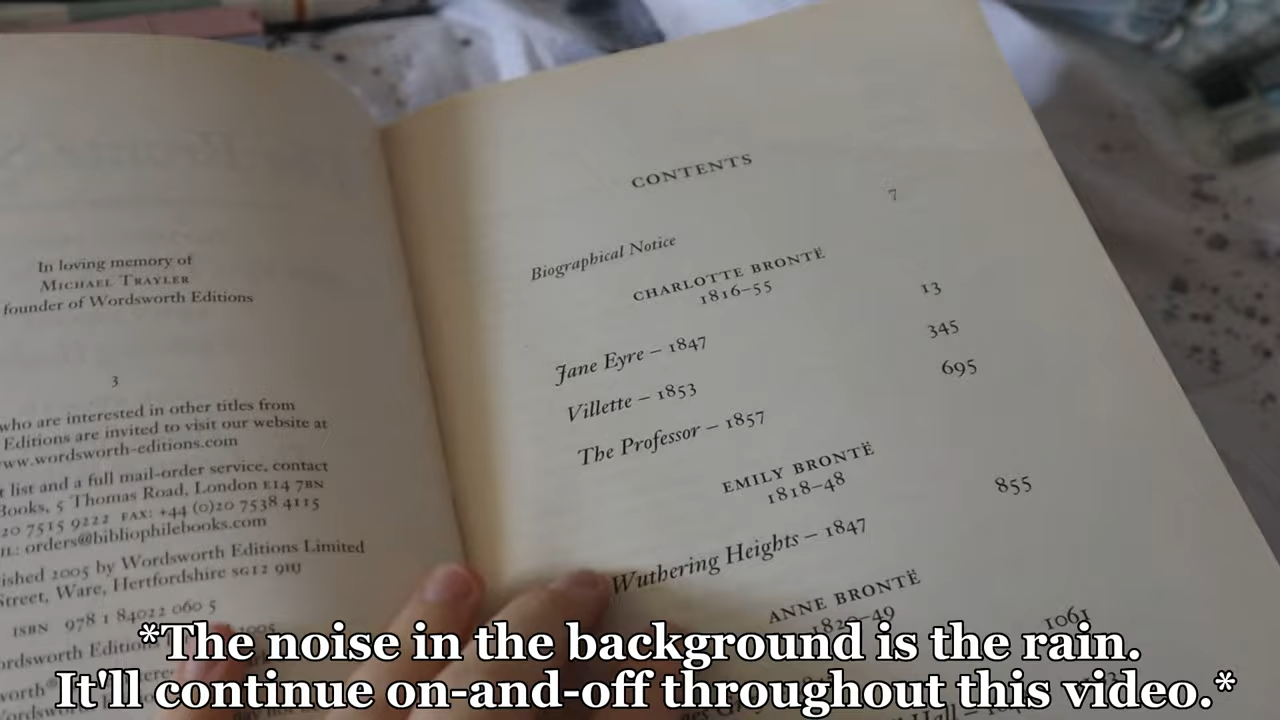 In loving memory of
MICHAEL TRAYLER
founder of Wordsworth Editions
3
who are interested in other titles from
Editions are invited to visit our website at
www.wordsworth-editions.com
list and a full mail-order service, contact
Books, 5 Thomas Road, London E14 7BN
20 7515 9222 FAX: +44 (0)20 7538 4115
orders@bibliophilebooks.com
2005 by Wordsworth Editions Limited
Street, Ware, Hertfordshire SG12 9HJ
ISBN 978 1 84022 060 5
CONTENTS
Biographical Notice 7
CHARLOTTE BRONTË
1816–55
Jane Eyre – 1847 13
Villette – 1853 345
The Professor – 1857 695
EMILY BRONTË
1818–48
Wuthering Heights – 1847 855
ANNE BRONTË
1061
Hall
*The noise in the background is the rain.
It'll continue on-and-off throughout this video.*